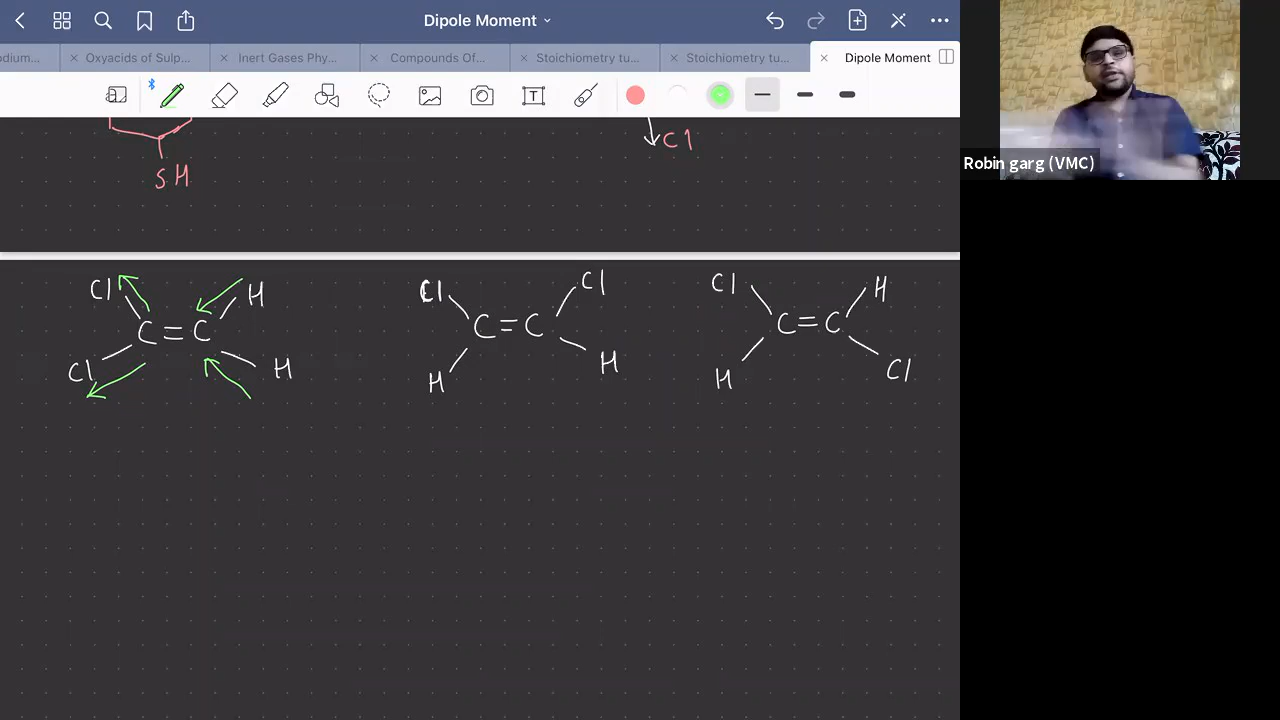 Dipole Moment
odium...
Oxyacids of Sulp...
Inert Gases Phy...
Compounds Of...
Stoichiometry tu...
Stoichiometry tu...
Dipole Moment
T
Robin garg (VMC)
Cl
SH
Cl H Cl Cl Cl H
C = C C = C C = C
Cl H H H H Cl